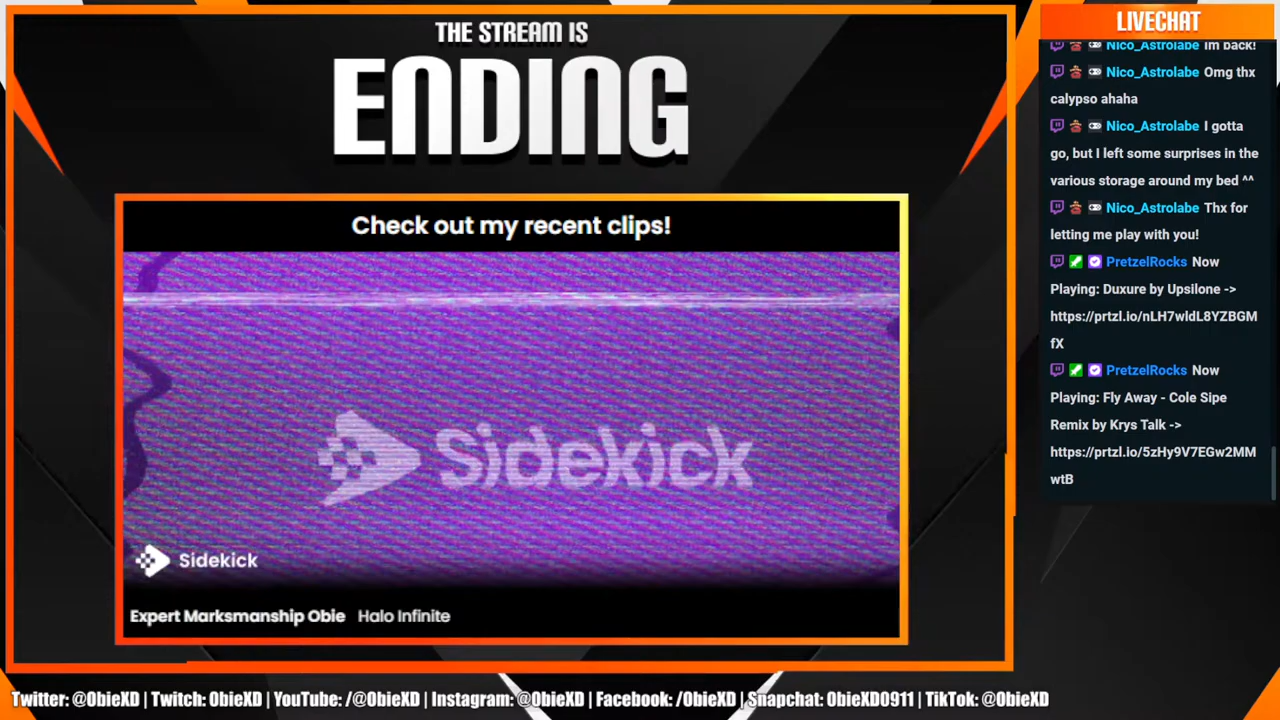 THE STREAM IS
ENDING
Check out my recent clips!
Sidekick
Sidekick
Expert Marksmanship Obie Halo Infinite
LIVECHAT
Nico_Astrolabe Im back!
Nico_Astrolabe Omg thx
calypso ahaha
Nico_Astrolabe I gotta
go, but I left some surprises in the
various storage around my bed ^^
Nico_Astrolabe Thx for
letting me play with you!
PretzelRocks Now
Playing: Duxure by Upsilone ->
https://prtzl.io/nLH7wldL8YZBGM
fX
PretzelRocks Now
Playing: Fly Away - Cole Sipe
Remix by Krys Talk ->
https://prtzl.io/5zHy9V7EGw2MM
wtB
Twitter: @ObieXD | Twitch: ObieXD | YouTube: /@ObieXD | Instagram: @ObieXD | Facebook: /ObieXD | Snapchat: ObieXD0911 | TikTok: @ObieXD